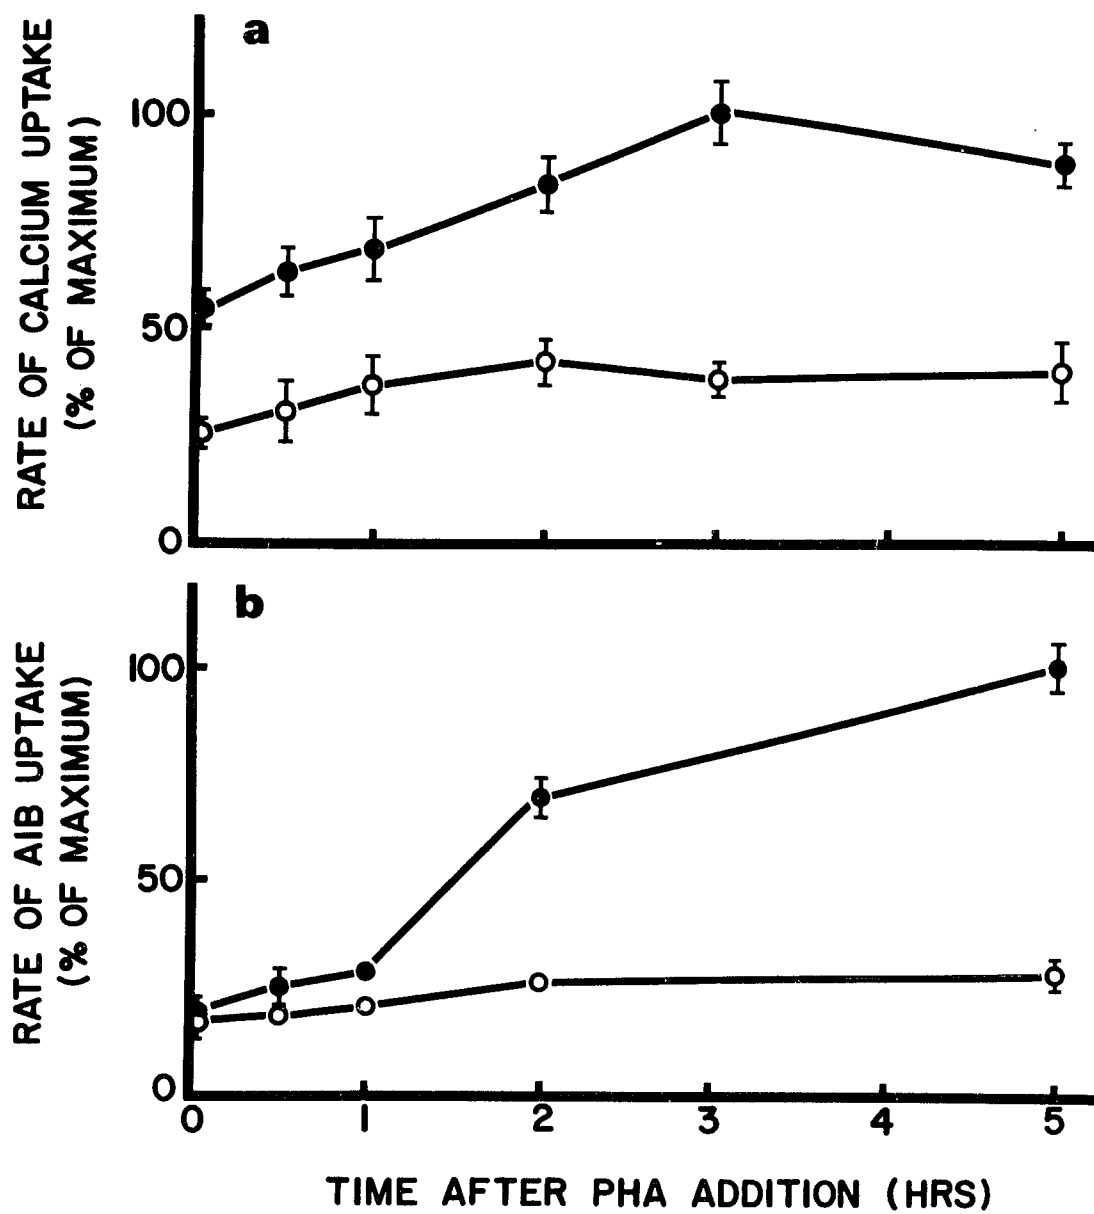 a
RATE OF CALCIUM UPTAKE
(% OF MAXIMUM)
100
50
0
b
RATE OF AIB UPTAKE
(% OF MAXIMUM)
100
50
0
0 1 2 3 4 5
TIME AFTER PHA ADDITION (HRS)